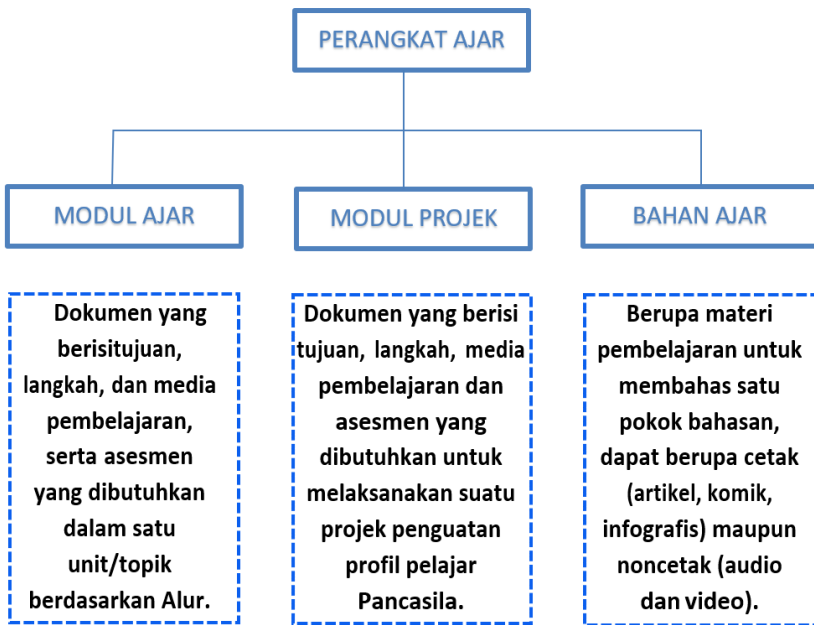 PERANGKAT AJAR
MODUL AJAR
MODUL PROJEK
BAHAN AJAR
Dokumen yang
berisitujuan,
langkah, dan media
pembelajaran,
serta asesmen
yang dibutuhkan
dalam satu
unit/topik
berdasarkan Alur.
Dokumen yang berisi
tujuan, langkah, media
pembelajaran dan
asesmen yang
dibutuhkan untuk
melaksanakan suatu
projek penguatan
profil pelajar
Pancasila.
Berupa materi
pembelajaran untuk
membahas satu
pokok bahasan,
dapat berupa cetak
(artikel, komik,
infografis) maupun
noncetak (audio
dan video).